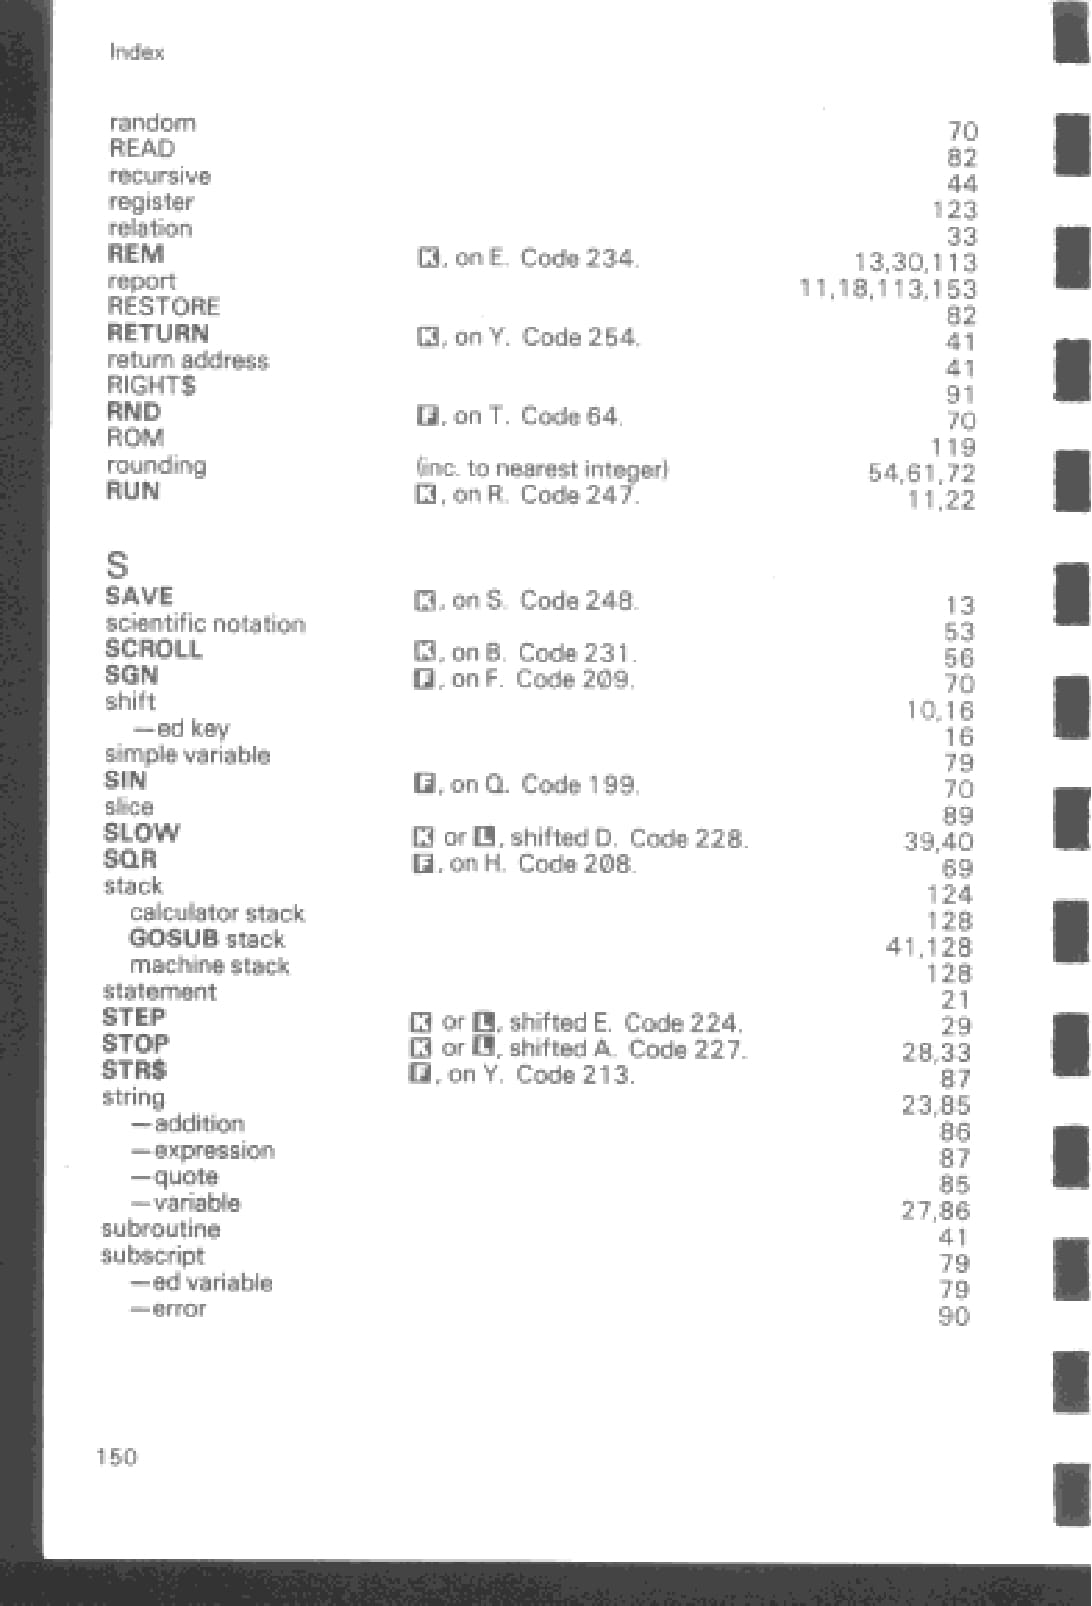 Index
random 70
READ 82
recursive 44
register 123
relation 33
REM K, on E. Code 234. 13,30,113
report 11,18,113,153
RESTORE 82
RETURN K, on Y. Code 254. 41
return address 41
RIGHT$ 91
RND F, on T. Code 64. 70
ROM 119
rounding (inc. to nearest integer) 54,61,72
RUN K, on R. Code 247. 11,22
S
SAVE K, on S. Code 248. 13
scientific notation 53
SCROLL K, on B. Code 231. 56
SGN F, on F. Code 209. 70
shift 10,16
—ed key 16
simple variable 79
SIN F, on Q. Code 199. 70
slice 89
SLOW K or L, shifted D. Code 228. 39,40
SQR F, on H. Code 208. 69
stack 124
calculator stack 128
GOSUB stack 41,128
machine stack 128
statement 21
STEP K or L, shifted E. Code 224. 29
STOP K or L, shifted A. Code 227. 28,33
STR$ F, on Y. Code 213. 87
string 23,85
—addition 86
—expression 87
—quote 85
—variable 27,86
subroutine 41
subscript 79
—ed variable 79
—error 90
150